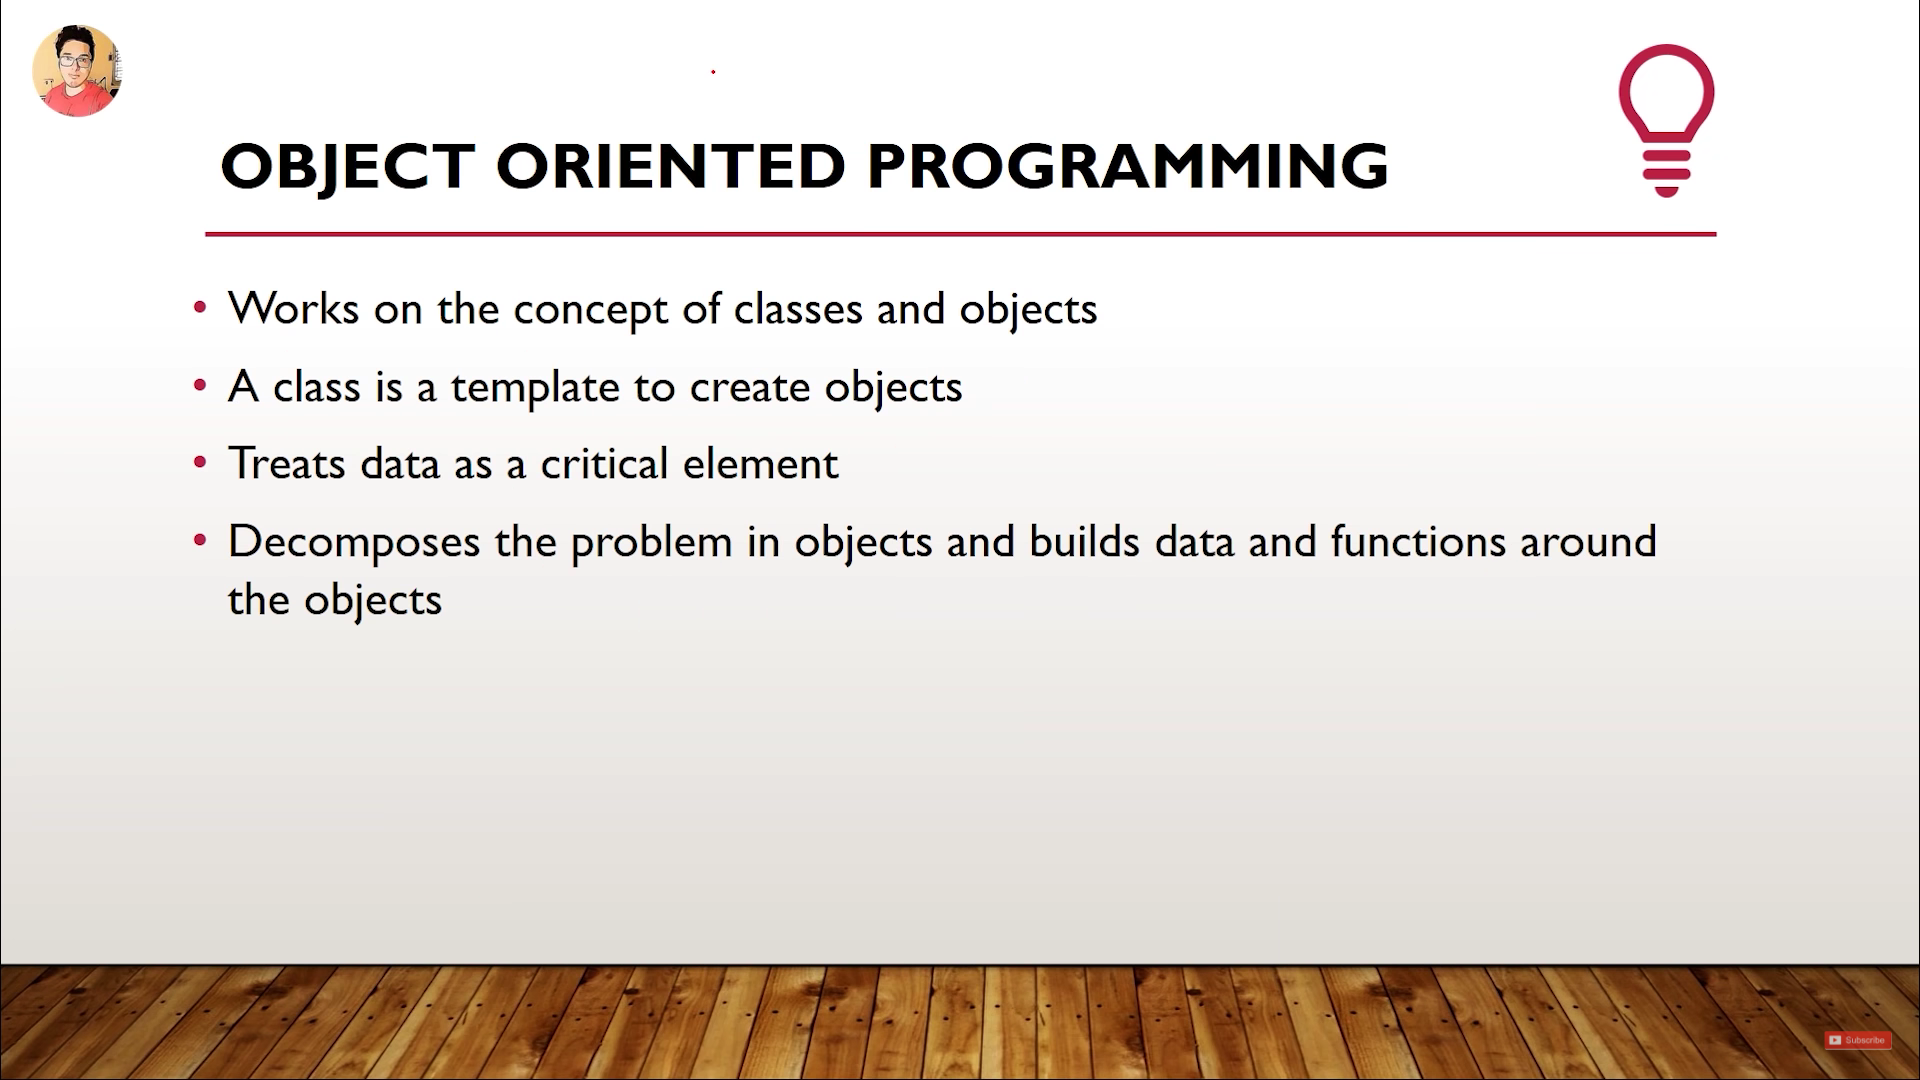 OBJECT ORIENTED PROGRAMMING
• Works on the concept of classes and objects
• A class is a template to create objects
• Treats data as a critical element
• Decomposes the problem in objects and builds data and functions around
the objects
Subscribe